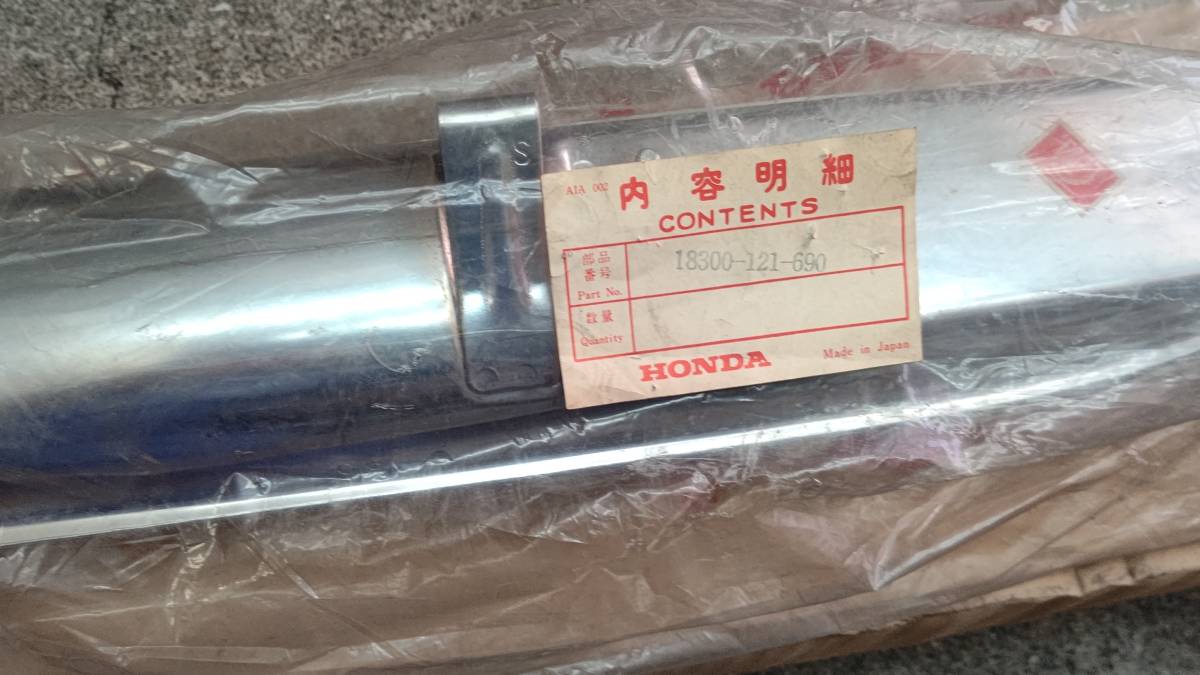 S
AIA 002
内容明細
CONTENTS
部品
番号
Part No.
18300-121-690
数量
Quantity
HONDA
Made in Japan